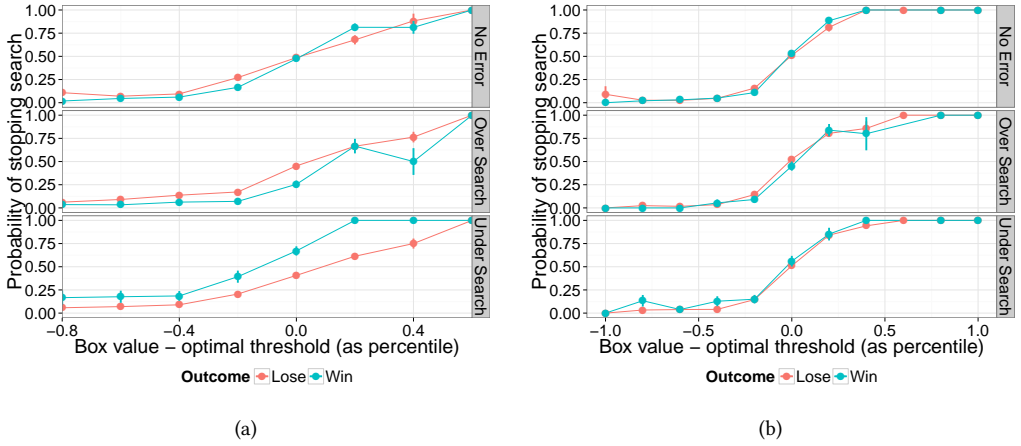 Probability of stopping search
1.00
0.75
0.50
0.25
0.00
No Error
1.00
0.75
0.50
0.25
0.00
Over Search
1.00
0.75
0.50
0.25
0.00
Under Search
−0.8
−0.4
0.0
0.4
Box value − optimal threshold (as percentile)
Outcome Lose Win
(a)
Probability of stopping search
1.00
0.75
0.50
0.25
0.00
No Error
1.00
0.75
0.50
0.25
0.00
Over Search
1.00
0.75
0.50
0.25
0.00
Under Search
−1.0
−0.5
0.0
0.5
1.0
Box value − optimal threshold (as percentile)
Outcome Lose Win
(b)